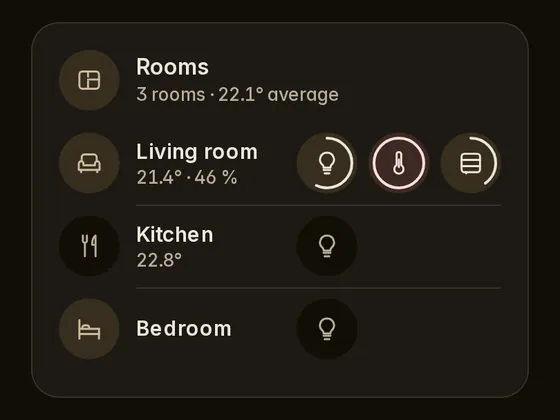 Rooms
3 rooms · 22.1° average
Living room
21.4° · 46 %
Kitchen
22.8°
Bedroom